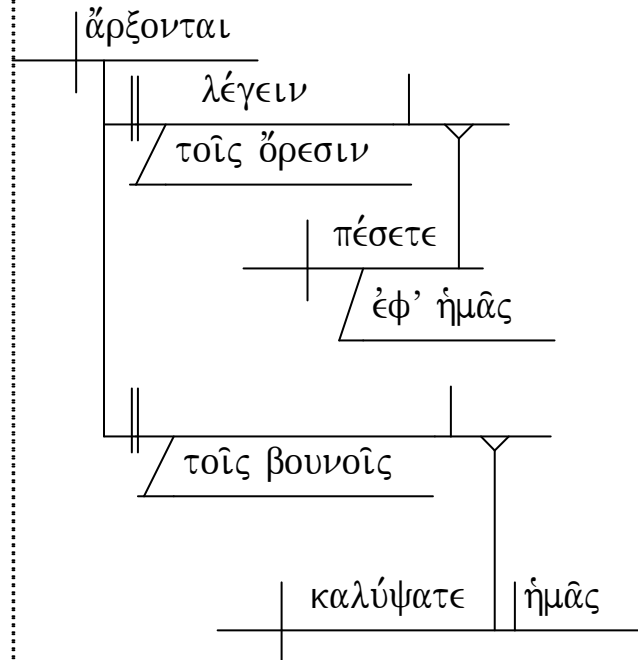 ἄρξονται
λέγειν
τοῖς ὄρεσιν
πέσετε
ἐφ’ ἡμᾶς
τοῖς βουνοῖς
καλύψατε ἡμᾶς